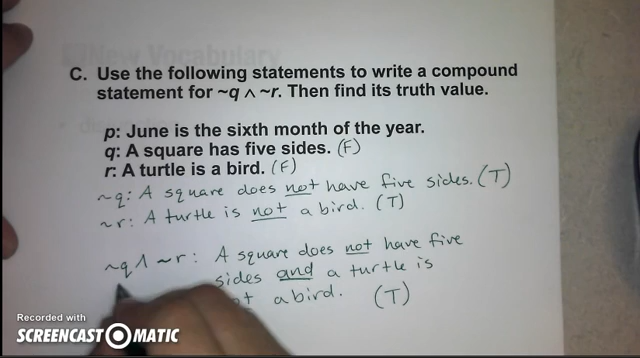 C. Use the following statements to write a compound
statement for ~q ∧ ~r. Then find its truth value.
p: June is the sixth month of the year.
q: A square has five sides. (F)
r: A turtle is a bird. (F)
~q: A square does not have five sides. (T)
~r: A turtle is not a bird. (T)
~q ∧ ~r: A square does not have five
sides and a turtle is
a bird. (T)
Recorded with
SCREENCAST-O-MATIC